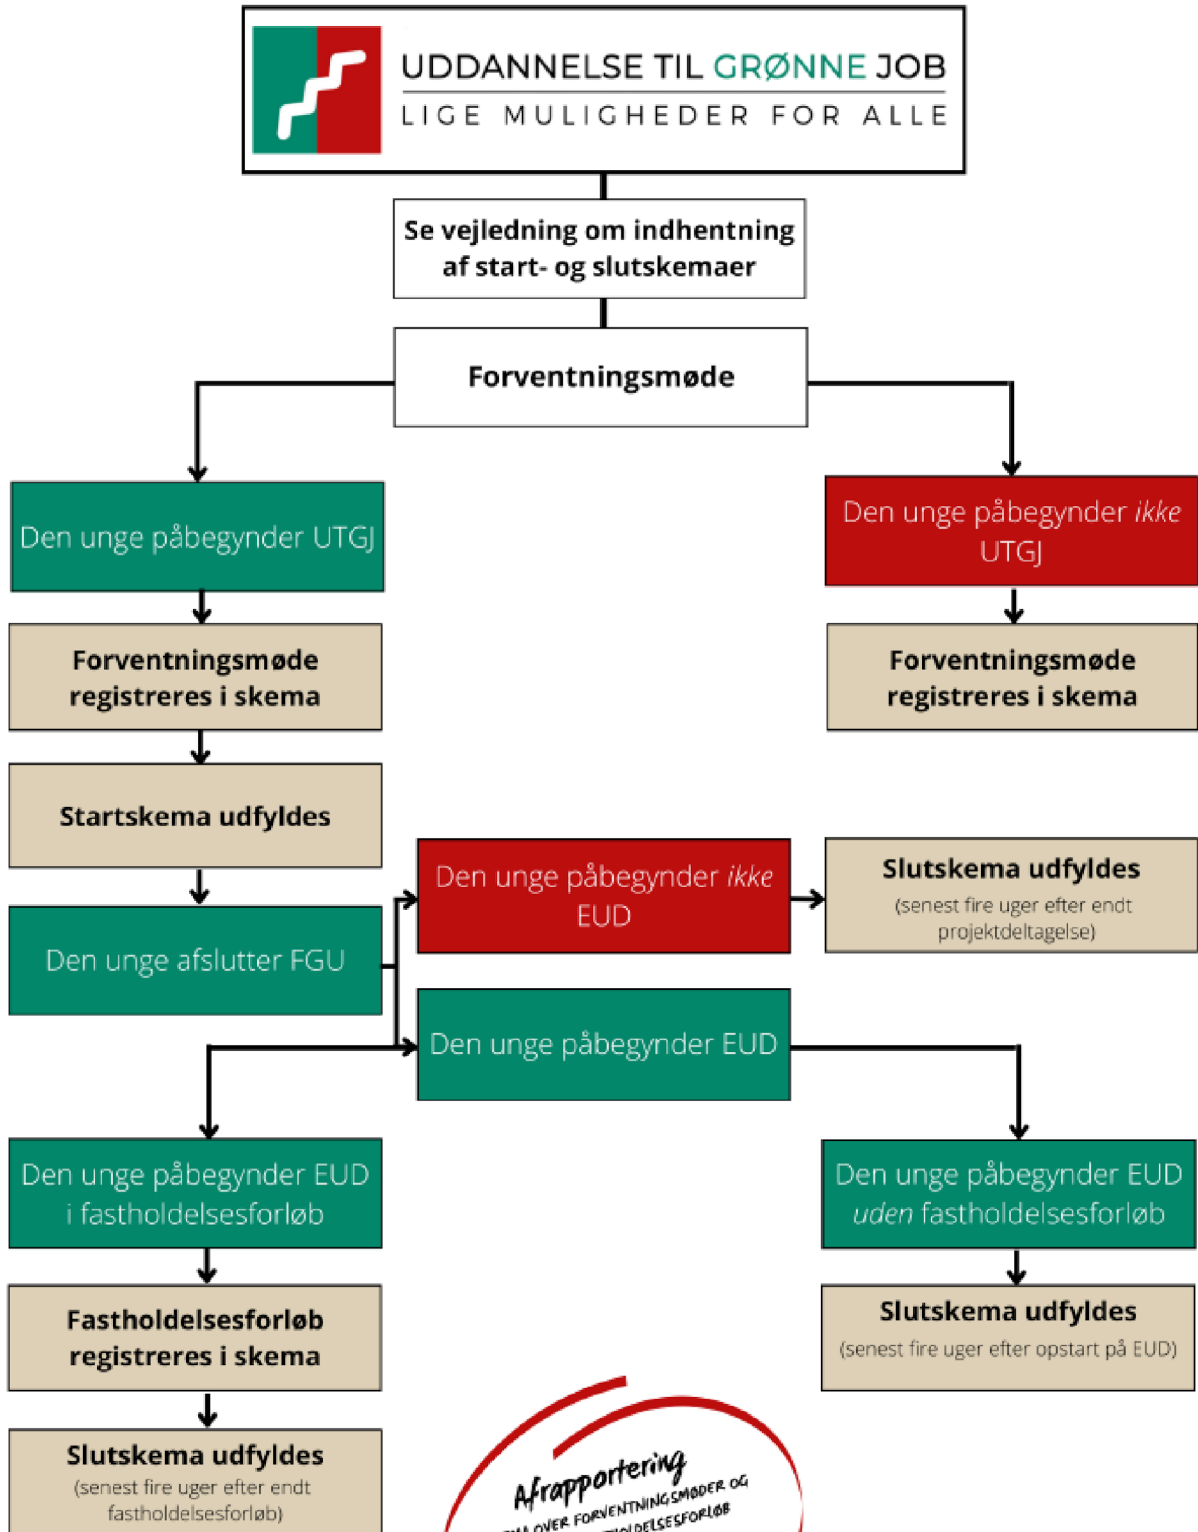 UDDANNELSE TIL GRØNNE JOB
LIGE MULIGHEDER FOR ALLE
Se vejledning om indhentning
af start- og slutskemaer
Forventningsmøde
Den unge påbegynder UTGJ
Den unge påbegynder ikke
UTGJ
Forventningsmøde
registreres i skema
Forventningsmøde
registreres i skema
Startskema udfyldes
Den unge påbegynder ikke
EUD
Slutskema udfyldes
(senest fire uger efter endt
projektdeltagelse)
Den unge afslutter FGU
Den unge påbegynder EUD
Den unge påbegynder EUD
i fastholdelsesforløb
Den unge påbegynder EUD
uden fastholdelsesforløb
Fastholdelsesforløb
registreres i skema
Slutskema udfyldes
(senest fire uger efter opstart på EUD)
Slutskema udfyldes
(senest fire uger efter endt
fastholdelsesforløb)
Afrapportering
OVER FORVENTNINGSMØDER OG